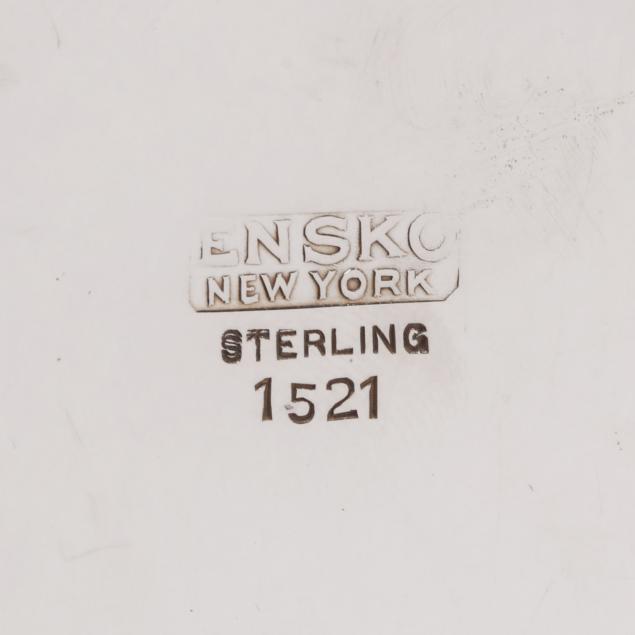 ENSKO
NEW YORK
STERLING
1521